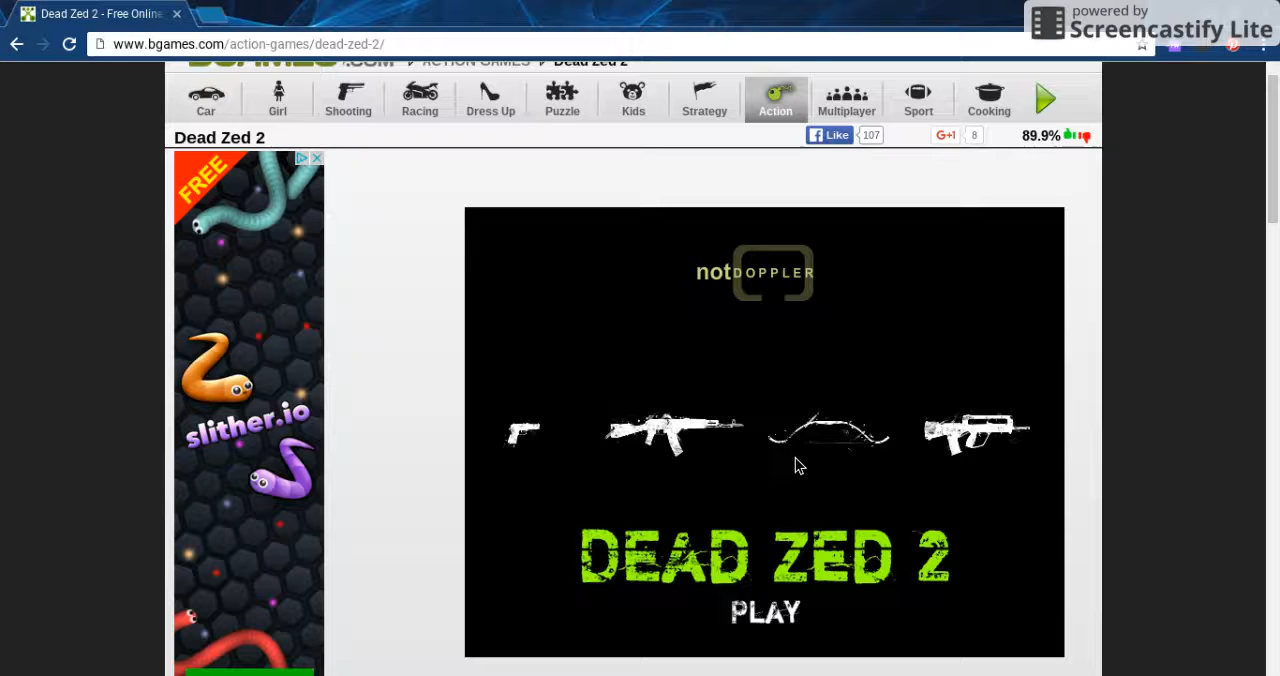 Dead Zed 2 - Free Online
powered by
Screencastify Lite
www.bgames.com/action-games/dead-zed-2/
ACTION GAMES Dead Zed 2
Car Girl Shooting Racing Dress Up Puzzle Kids Strategy Action Multiplayer Sport Cooking
Dead Zed 2
Like 107
G+1 8
89.9%
FREE
slither.io
notDOPPLER
DEAD ZED 2
PLAY